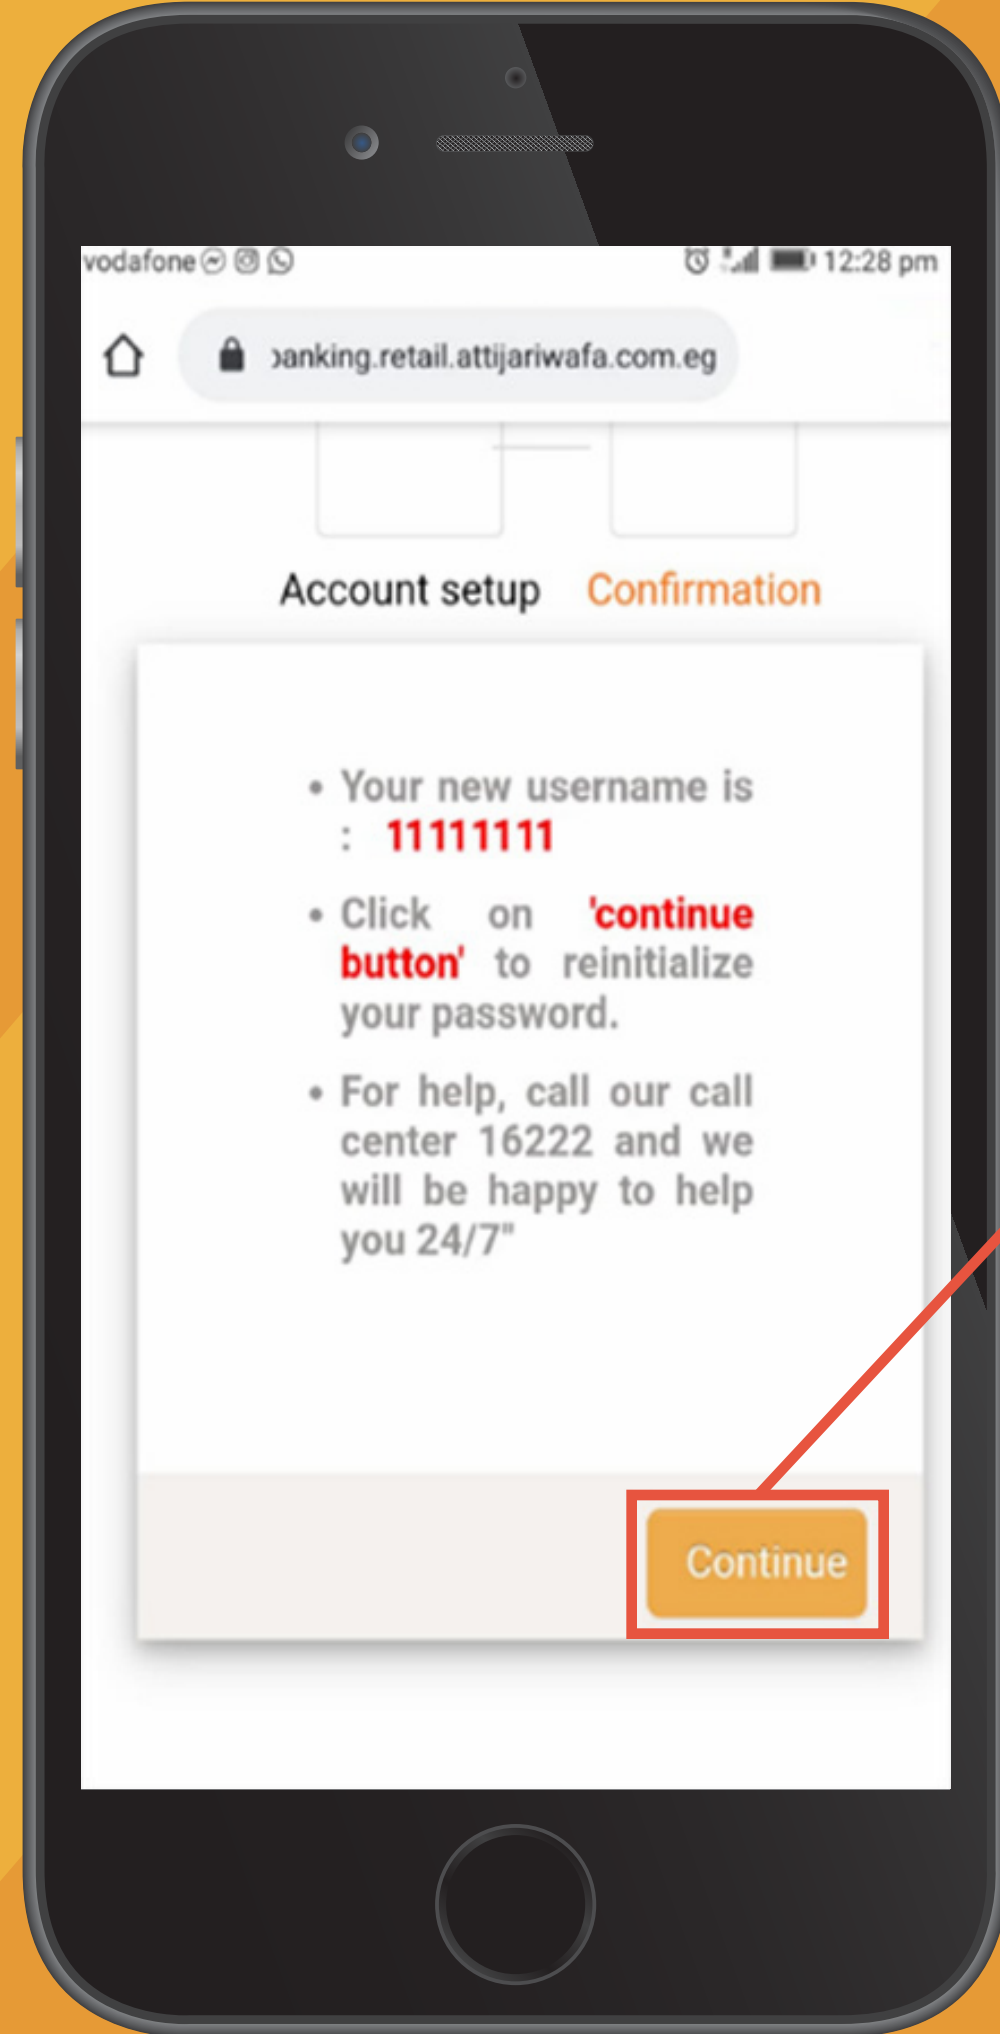 vodafone 12:28 pm
banking.retail.attijariwafa.com.eg
Account setup Confirmation
• Your new username is
: 11111111
• Click on 'continue
button' to reinitialize
your password.
• For help, call our call
center 16222 and we
will be happy to help
you 24/7"
Continue